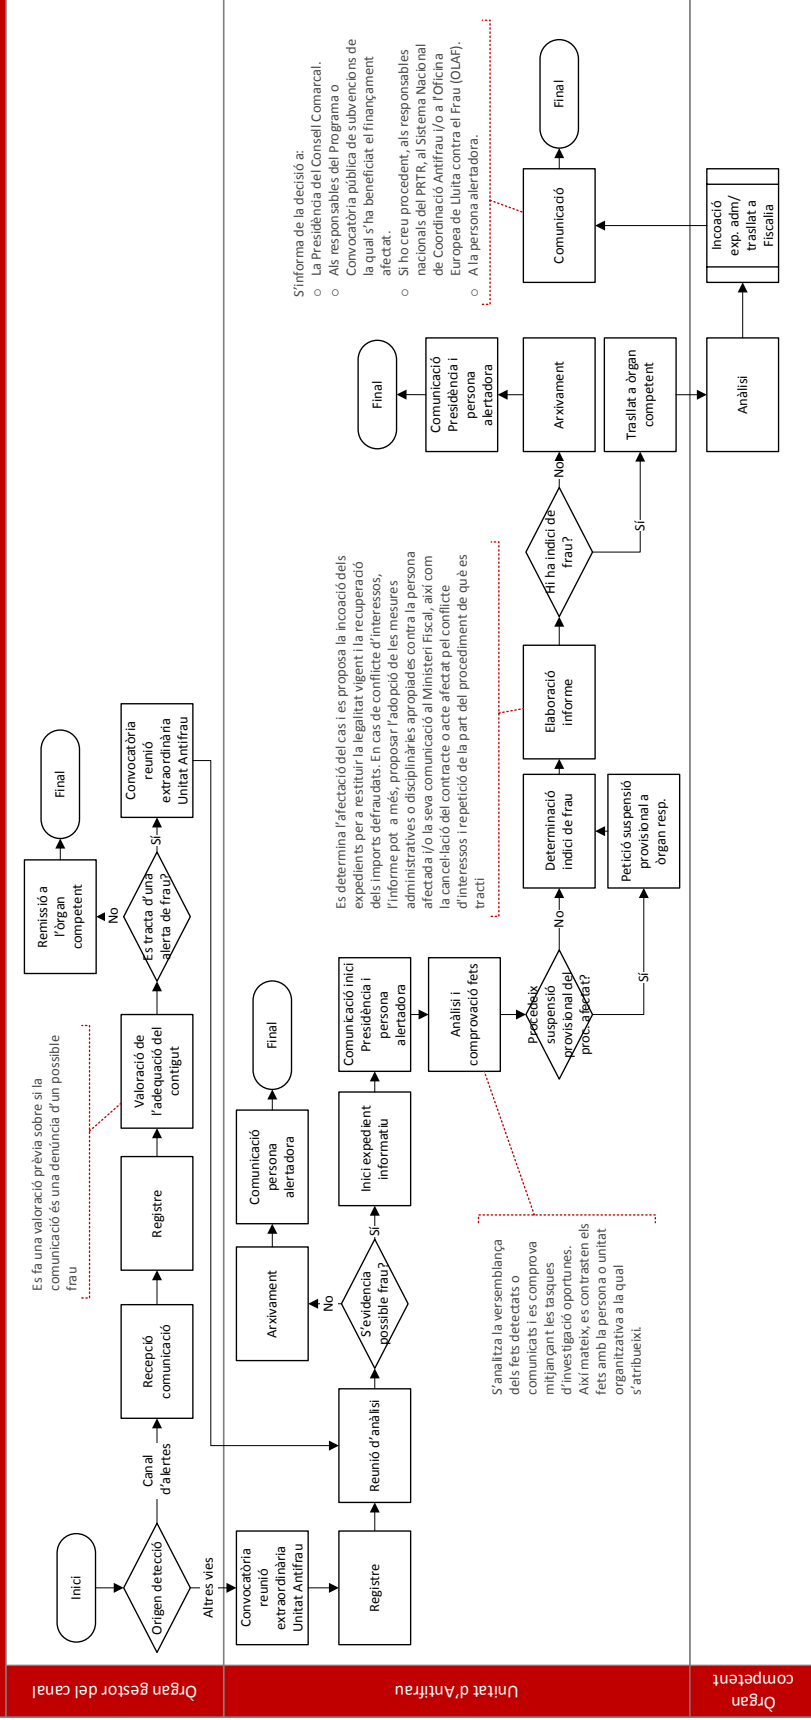 Òrgan gestor del canal
Inici
Origen detecció
Canal
d'alertes
Altres vies
Recepció
comunicació
Registre
Es fa una valoració prèvia sobre si la
comunicació és una denúncia d'un possible
frau
Valoració de
l'adequació del
contigut
Es tracta d'una
alerta de frau?
No
Sí
Remissió a
l'òrgan
competent
Final
Convocatòria
reunió
extraordinària
Unitat Antifrau
Unitat d'Antifrau
Convocatòria
reunió
extraordinària
Unitat Antifrau
Registre
Reunió d'anàlisi
S'evidencia
possible frau?
No
Sí
Arxivament
Comunicació
persona
alertadora
Final
Inici expedient
informatiu
Comunicació inici
Presidència i
persona
alertadora
Anàlisi i
comprovació fets
S'analitza la versemblança
dels fets detectats o
comunicats i es comprova
mitjançant les tasques
d'investigació oportunes.
Així mateix, es contrasten els
fets amb la persona o unitat
organitzativa a la qual
s'atribueixi.
Procedeix
suspensió
provisional del
proc. afectat?
No
Sí
Determinació
indici de frau
Petició suspensió
provisional a
òrgan resp.
Elaboració
informe
Es determina l'afectació del cas i es proposa la incoació dels
expedients per a restituir la legalitat vigent i la recuperació
dels imports defraudats. En cas de conflicte d'interessos,
l'informe pot a més, proposar l'adopció de les mesures
administratives o disciplinàries apropiades contra la persona
afectada i/o la seva comunicació al Ministeri Fiscal, així com
la cancel·lació del contracte o acte afectat pel conflicte
d'interessos i repetició de la part del procediment de què es
tracti
Hi ha indici de
frau?
No
Sí
Arxivament
Comunicació
Presidència i
persona
alertadora
Final
Trasllat a òrgan
competent
S'informa de la decisió a:
○ La Presidència del Consell Comarcal.
○ Als responsables del Programa o
Convocatòria pública de subvencions de
la qual s'ha beneficiat el finançament
afectat.
○ Si ho creu procedent, als responsables
nacionals del PRTR, al Sistema Nacional
de Coordinació Antifrau i/o a l'Oficina
Europea de Lluita contra el Frau (OLAF).
○ A la persona alertadora.
Comunicació
Final
Òrgan
competent
Anàlisi
Incoació
exp. adm/
trasllat a
Fiscalia